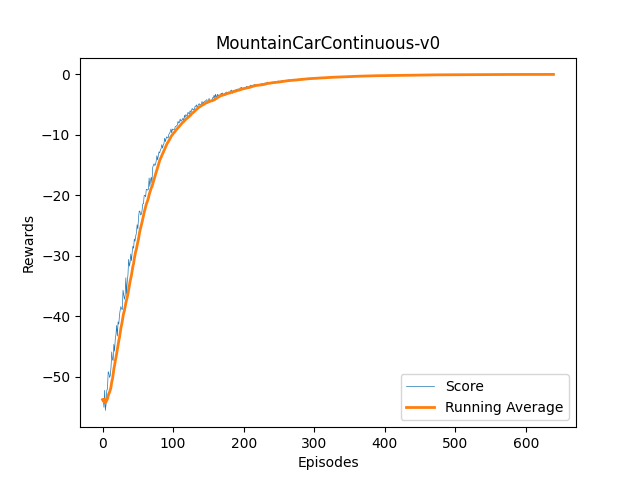 MountainCarContinuous-v0
0
−10
−20
−30
−40
−50
Rewards
Score
Running Average
0 100 200 300 400 500 600
Episodes